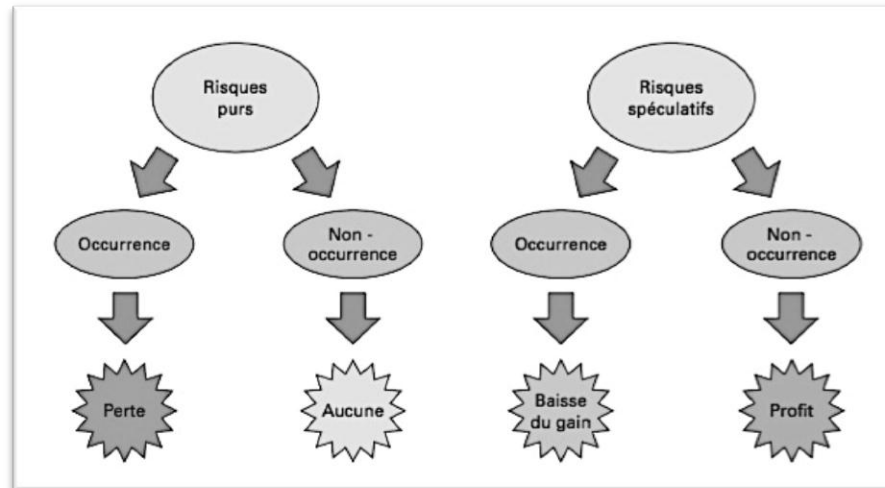 Risques
purs
Risques
spéculatifs
Occurrence
Non -
occurrence
Occurrence
Non -
occurrence
Perte
Aucune
Baisse
du gain
Profit